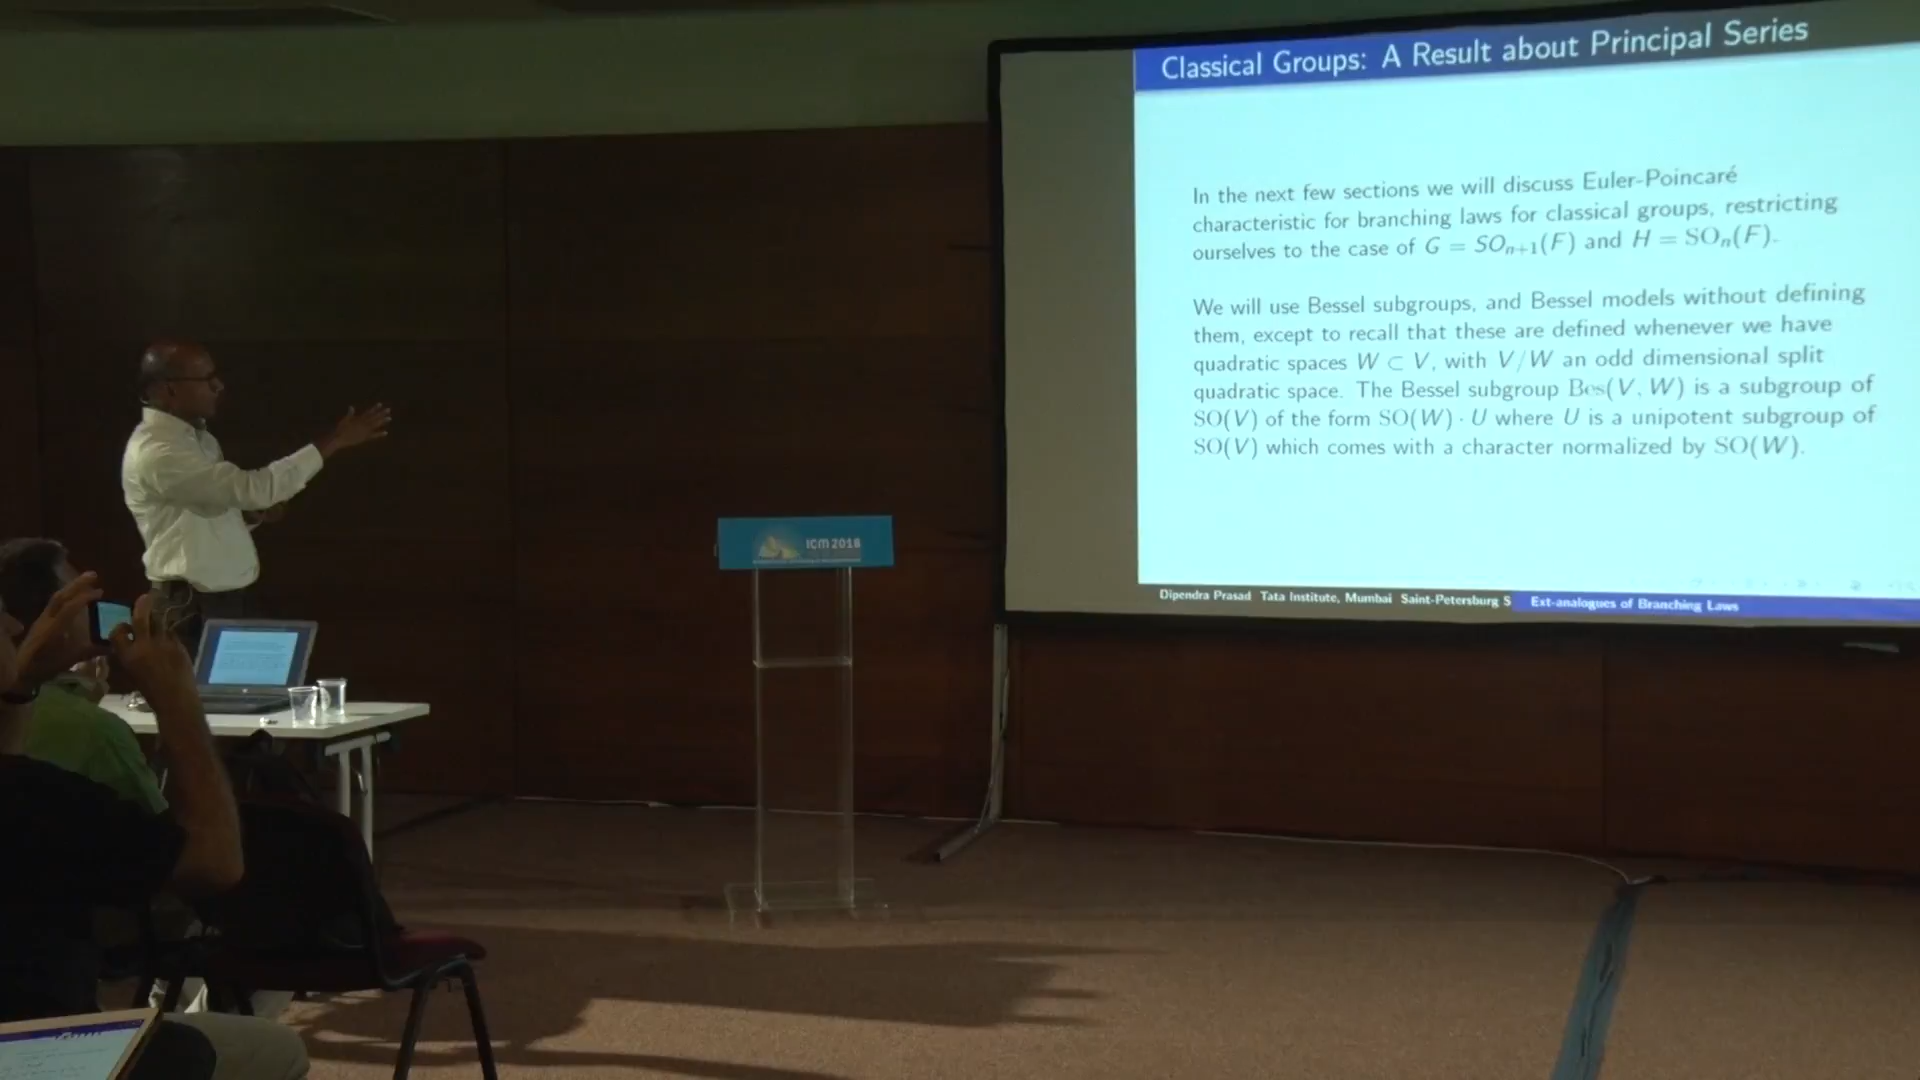 Classical Groups: A Result about Principal Series
In the next few sections we will discuss Euler-Poincaré
characteristic for branching laws for classical groups, restricting
ourselves to the case of G = SOn+1(F) and H = SOn(F).
We will use Bessel subgroups, and Bessel models without defining
them, except to recall that these are defined whenever we have
quadratic spaces W ⊂ V, with V/W an odd dimensional split
quadratic space. The Bessel subgroup Bes(V, W) is a subgroup of
SO(V) of the form SO(W) · U where U is a unipotent subgroup of
SO(V) which comes with a character normalized by SO(W).
Dipendra Prasad Tata Institute, Mumbai Saint-Petersburg S Ext-analogues of Branching Laws
ICM 2018